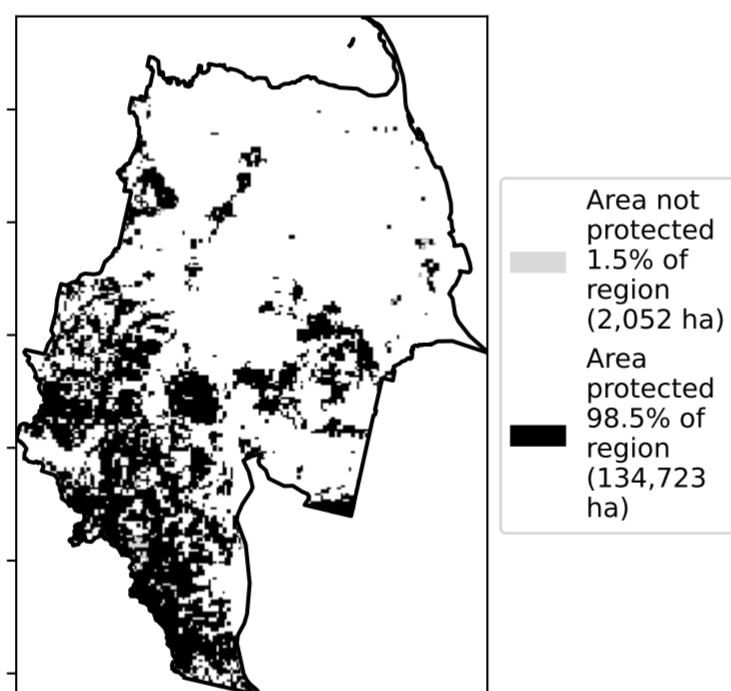 Area not
protected
1.5% of
region
(2,052 ha)
Area
protected
98.5% of
region
(134,723
ha)